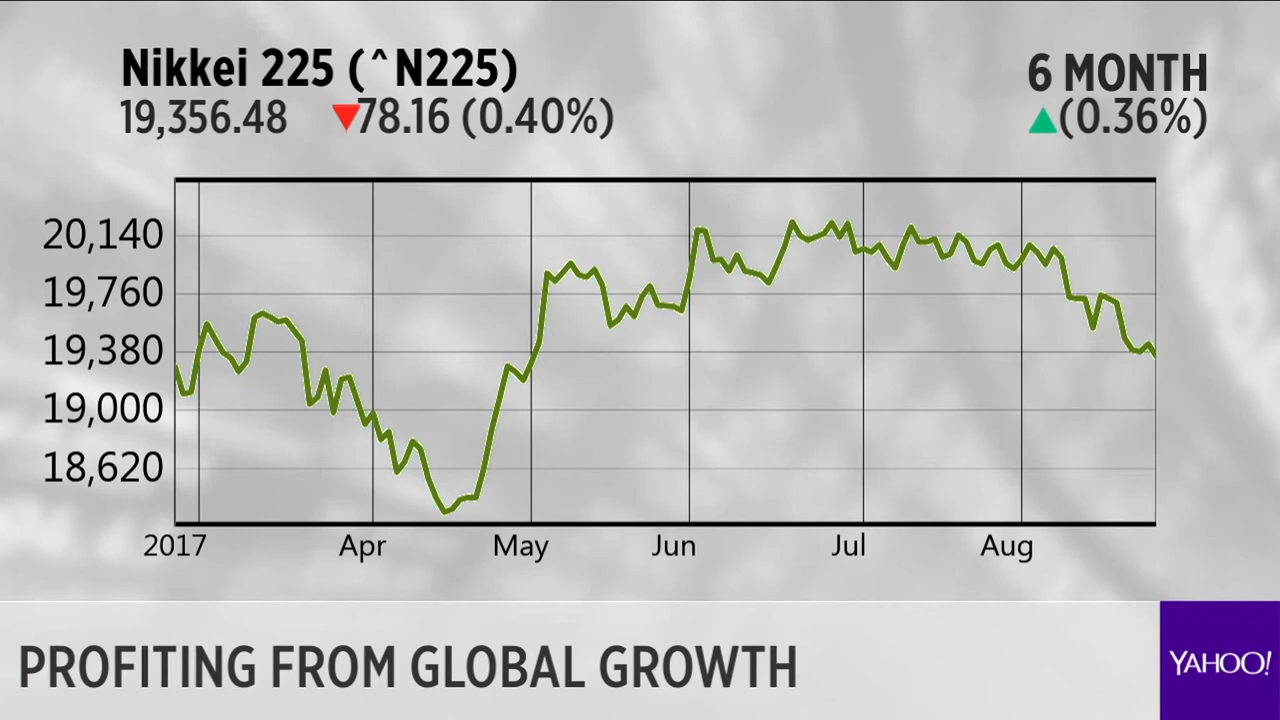 Nikkei 225 (^N225)
19,356.48 ▼78.16 (0.40%)
6 MONTH
▲(0.36%)
20,140
19,760
19,380
19,000
18,620
2017 Apr May Jun Jul Aug
PROFITING FROM GLOBAL GROWTH
YAHOO!